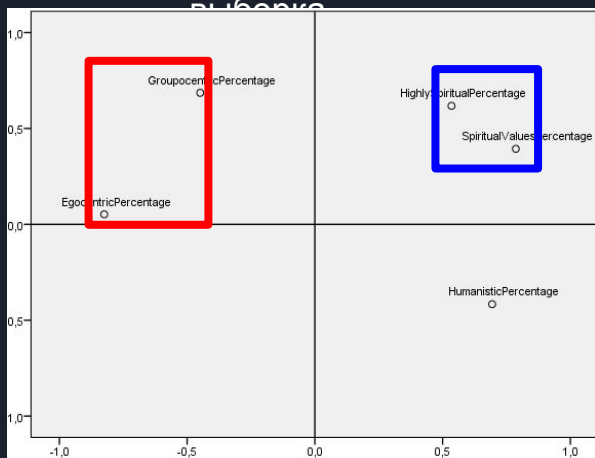 выборка
1,0
GroupocentricPercentage
HighlySpiritualPercentage
0,5
SpiritualValuesPercentage
EgocentricPercentage
0,0
HumanisticPercentage
0,5
1,0
-1,0 -0,5 0,0 0,5 1,0